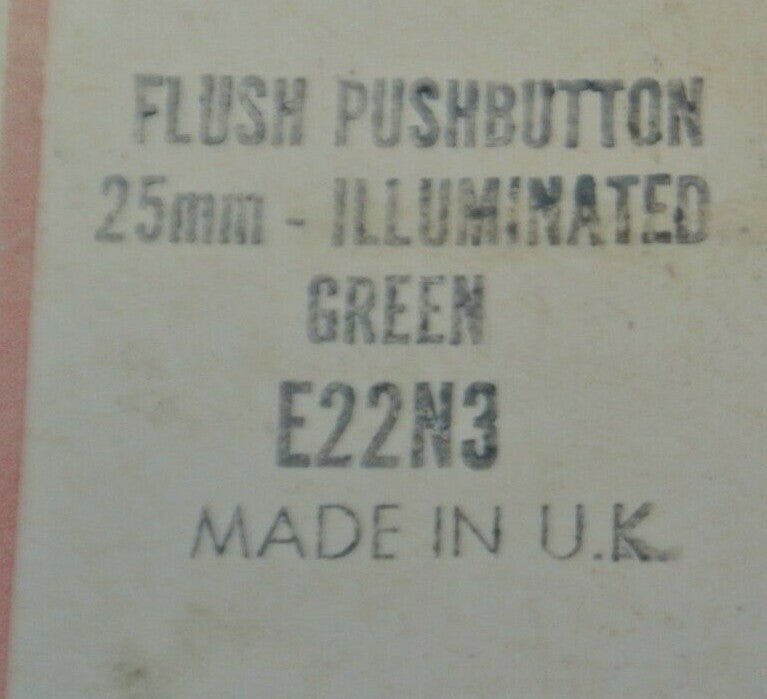 FLUSH PUSHBUTTON
25mm - ILLUMINATED
GREEN
E22N3
MADE IN U.K.